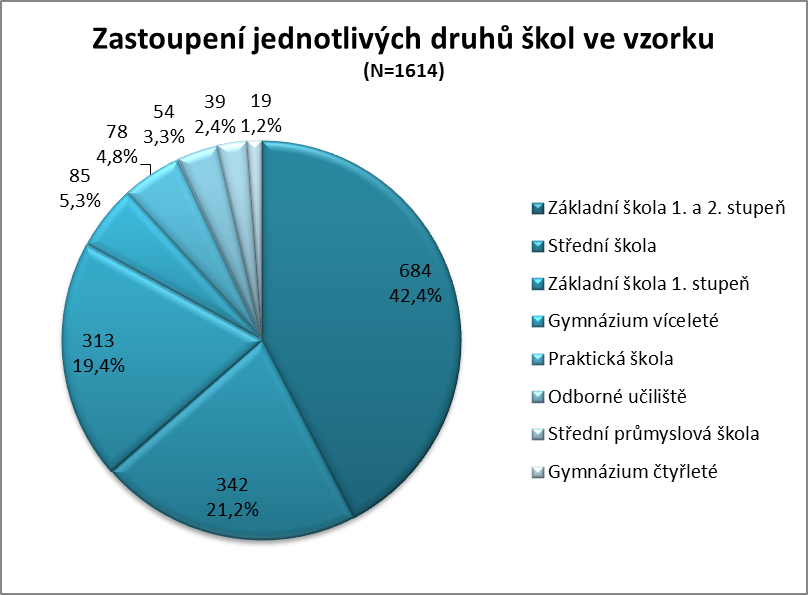 Zastoupení jednotlivých druhů škol ve vzorku
(N=1614)
684
42,4%
342
21,2%
313
19,4%
85
5,3%
78
4,8%
54
3,3%
39
2,4%
19
1,2%
Základní škola 1. a 2. stupeň
Střední škola
Základní škola 1. stupeň
Gymnázium víceleté
Praktická škola
Odborné učiliště
Střední průmyslová škola
Gymnázium čtyřleté